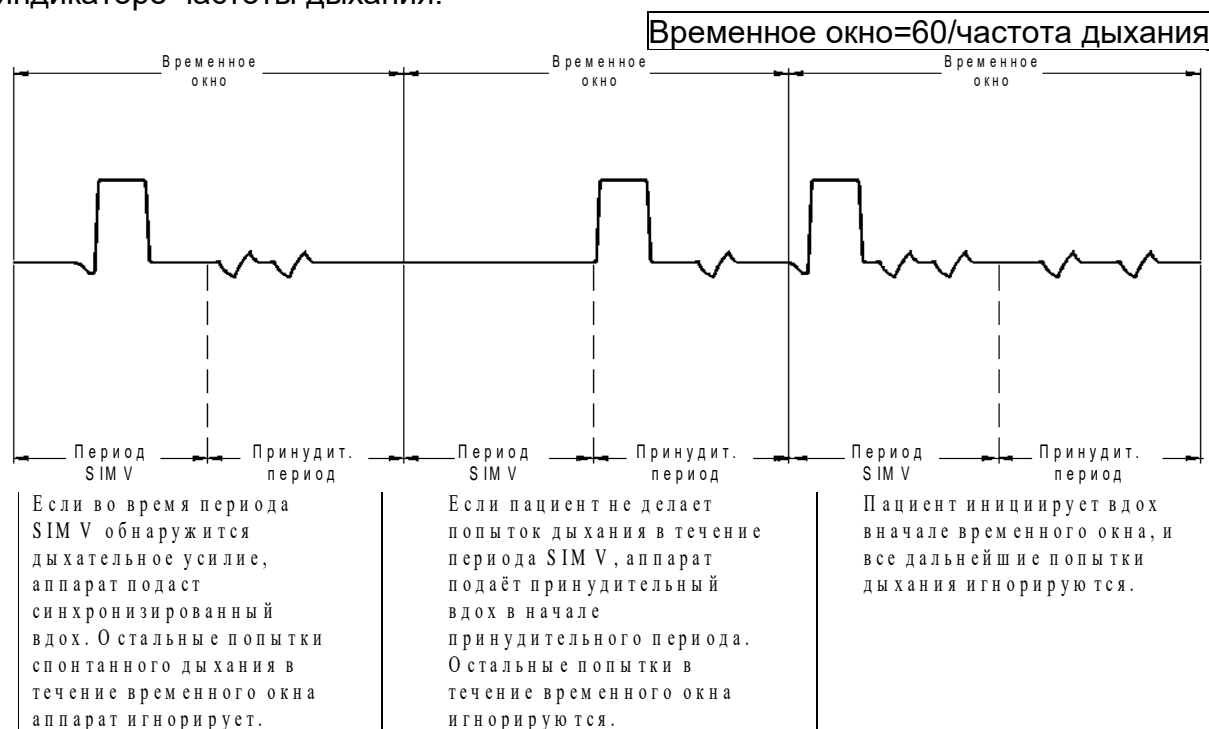 индикаторе частоты дыхания.
Временное окно=60/частота дыхания
Временное
окно
Временное
окно
Временное
окно
Период
SIMV
Принудит.
период
Период
SIMV
Принудит.
период
Период
SIMV
Принудит.
период
Если во время периода
SIMV обнаружится
дыхательное усилие,
аппарат подаст
синхронизированный
вдох. Остальные попытки
спонтанного дыхания в
течение временного окна
аппарат игнорирует.
Если пациент не делает
попыток дыхания в течение
периода SIMV, аппарат
подаёт принудительный
вдох в начале
принудительного периода.
Остальные попытки в
течение временного окна
игнорируются.
Пациент инициирует вдох
вначале временного окна, и
все дальнейшие попытки
дыхания игнорируются.